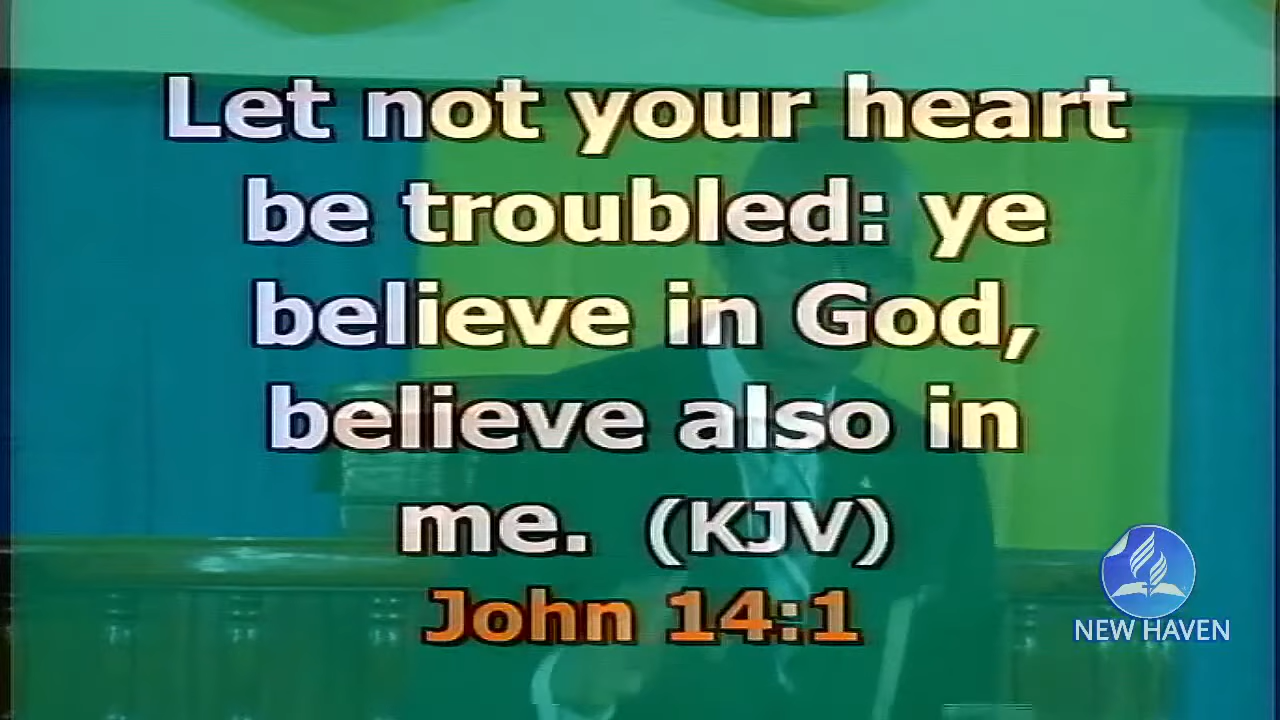 Let not your heart
be troubled: ye
believe in God,
believe also in
me. (KJV)
John 14:1
NEW HAVEN